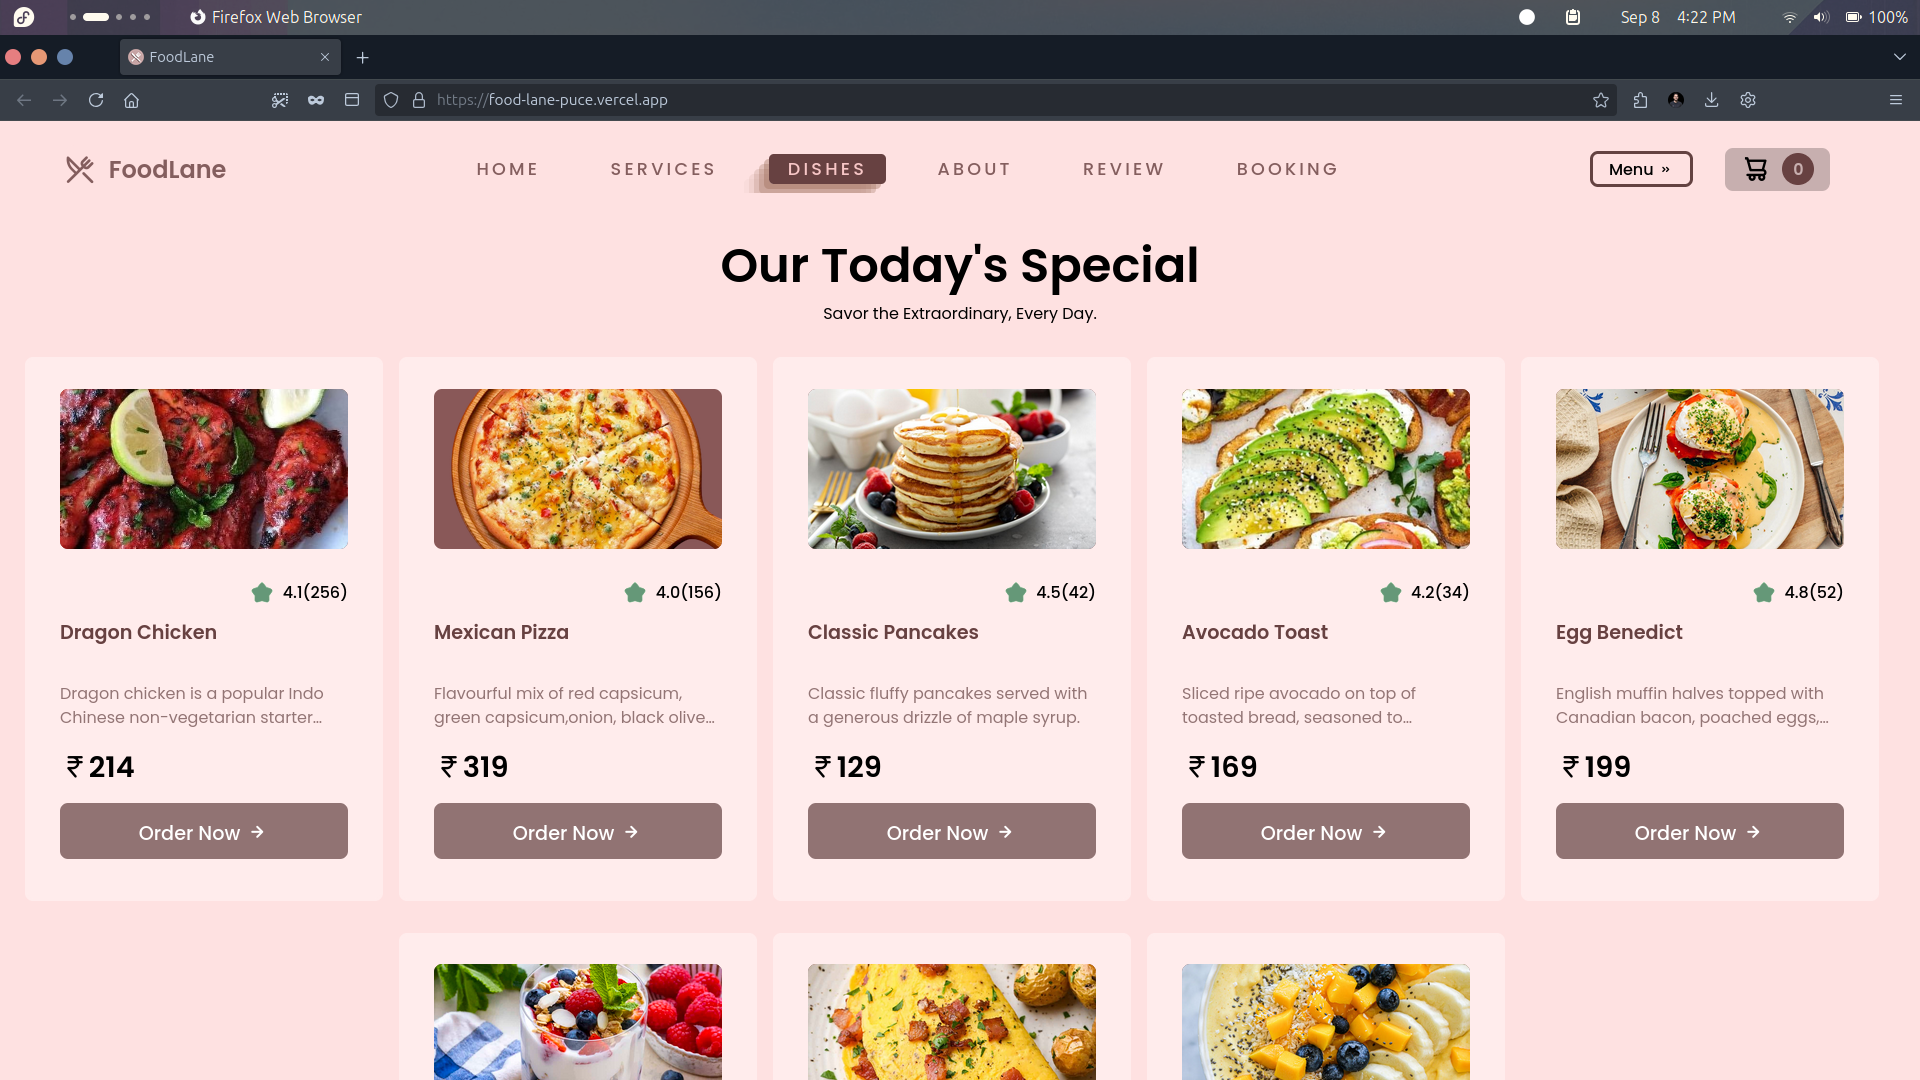 Firefox Web Browser
Sep 8 4:22 PM
100%
FoodLane
https://food-lane-puce.vercel.app
FoodLane
HOME
SERVICES
DISHES
ABOUT
REVIEW
BOOKING
Menu »
0
Our Today's Special
Savor the Extraordinary, Every Day.
4.1(256)
Dragon Chicken
Dragon chicken is a popular Indo
Chinese non-vegetarian starter...
₹ 214
Order Now →
4.0(156)
Mexican Pizza
Flavourful mix of red capsicum,
green capsicum,onion, black olive...
₹ 319
Order Now →
4.5(42)
Classic Pancakes
Classic fluffy pancakes served with
a generous drizzle of maple syrup.
₹ 129
Order Now →
4.2(34)
Avocado Toast
Sliced ripe avocado on top of
toasted bread, seasoned to...
₹ 169
Order Now →
4.8(52)
Egg Benedict
English muffin halves topped with
Canadian bacon, poached eggs,...
₹ 199
Order Now →